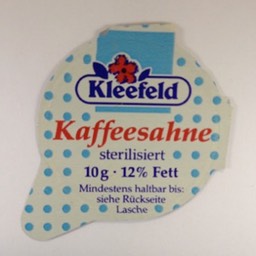 Kleefeld
Kaffeesahne
sterilisiert
10g · 12% Fett
Mindestens haltbar bis:
siehe Rückseite
Lasche